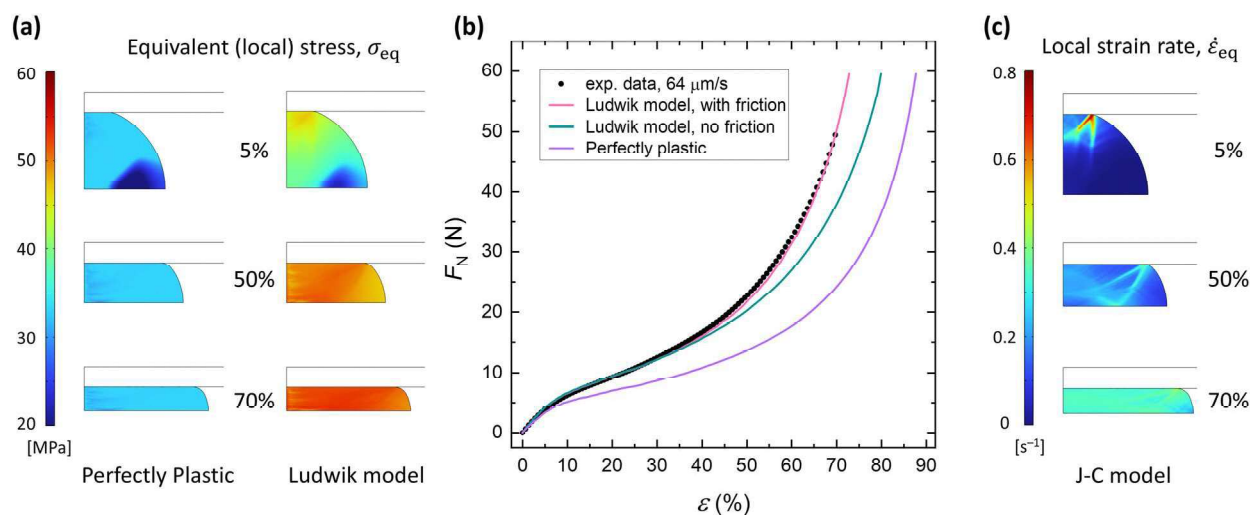 (a)
Equivalent (local) stress, σeq
60
50
40
30
20
[MPa]
5%
50%
70%
Perfectly Plastic
Ludwik model
(b)
exp. data, 64 μm/s
Ludwik model, with friction
Ludwik model, no friction
Perfectly plastic
FN (N)
60
50
40
30
20
10
0
0 10 20 30 40 50 60 70 80 90
ε (%)
(c)
Local strain rate, ε̇eq
0.8
0.6
0.4
0.2
0
[s⁻¹]
5%
50%
70%
J-C model